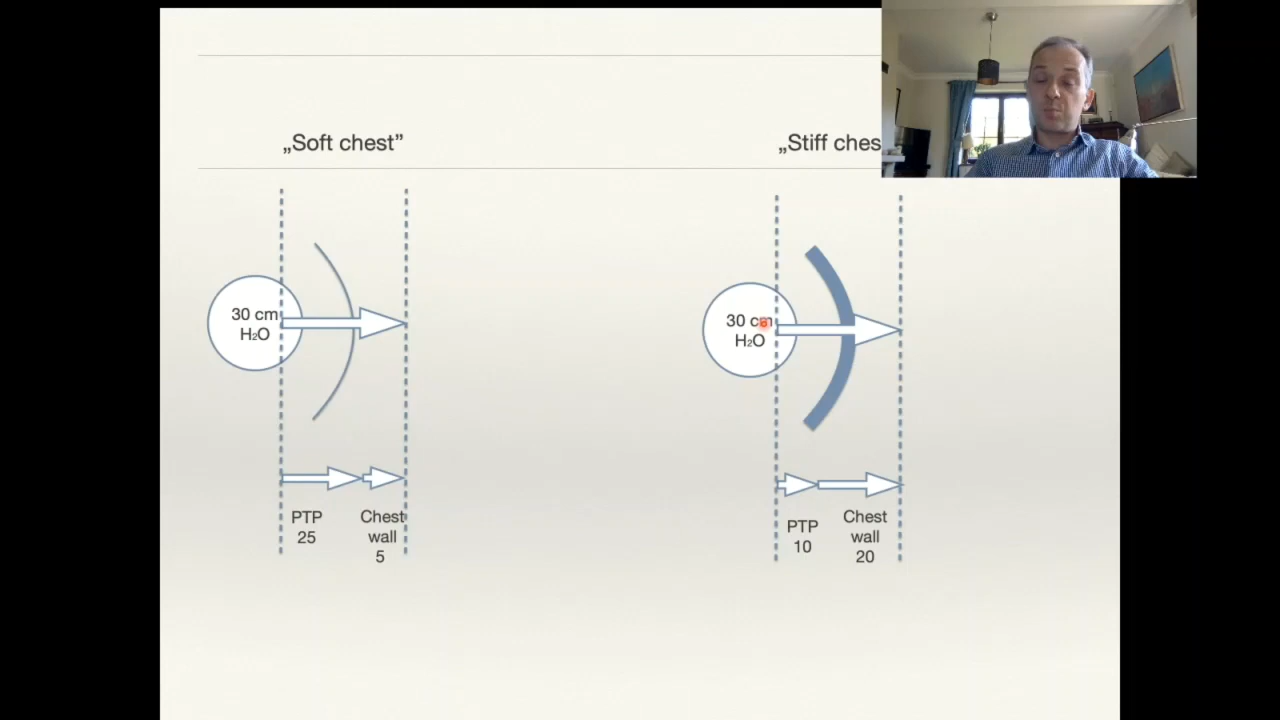 „Soft chest”
„Stiff ches
30 cm
H₂O
30 cm
H₂O
PTP
25
Chest
wall
5
PTP
10
Chest
wall
20